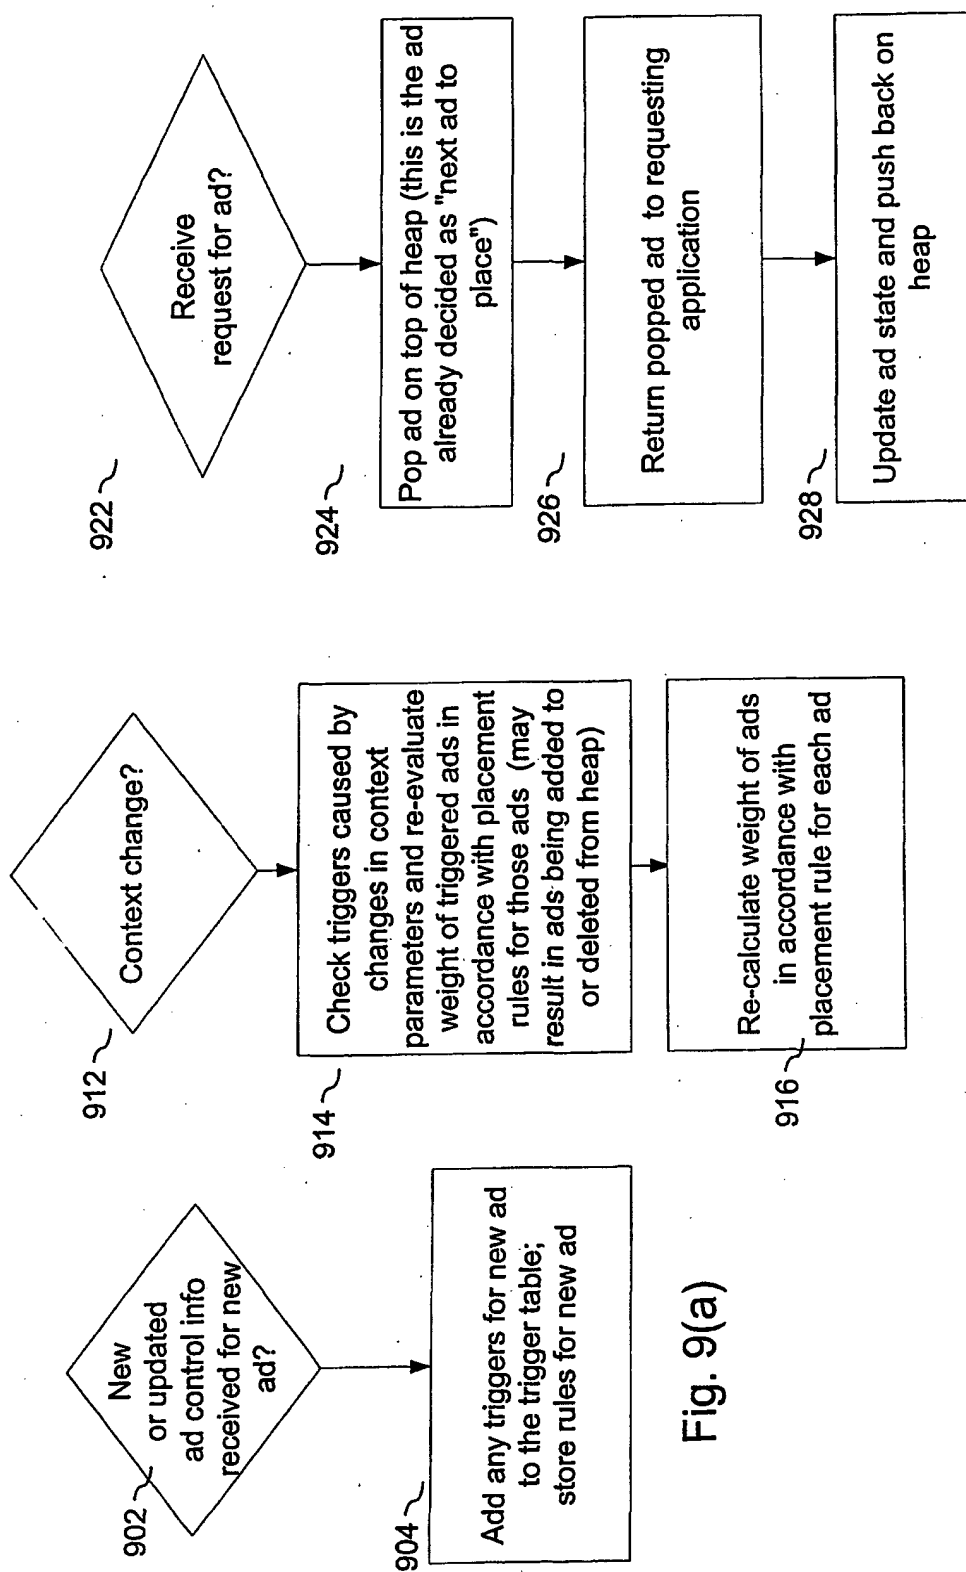 902
New
or updated
ad control info
received for new
ad?
904
Add any triggers for new ad
to the trigger table;
store rules for new ad
912
Context change?
914
Check triggers caused by
changes in context
parameters and re-evaluate
weight of triggered ads in
accordance with placement
rules for those ads (may
result in ads being added to
or deleted from heap)
916
Re-calculate weight of ads
in accordance with
placement rule for each ad
922
Receive
request for ad?
924
Pop ad on top of heap (this is the ad
already decided as "next ad to
place")
926
Return popped ad to requesting
application
928
Update ad state and push back on
heap
Fig. 9(a)